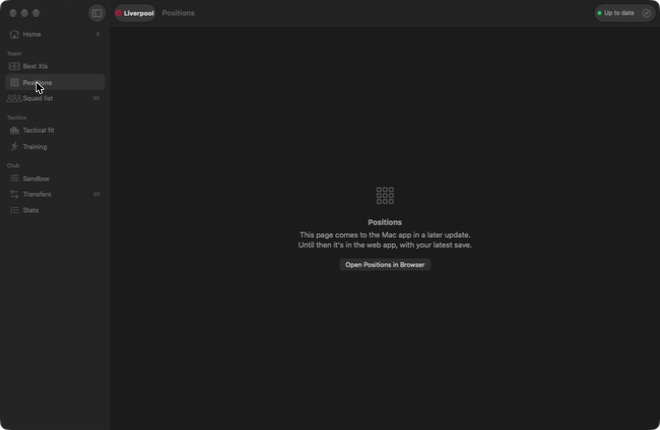 Liverpool Positions
Up to date
Home
Team
Best XIs
Positions
Squad list
Tactics
Tactical fit
Training
Club
Sandbox
Transfers
Stats
Positions
This page comes to the Mac app in a later update.
Until then it's in the web app, with your latest save.
Open Positions in Browser